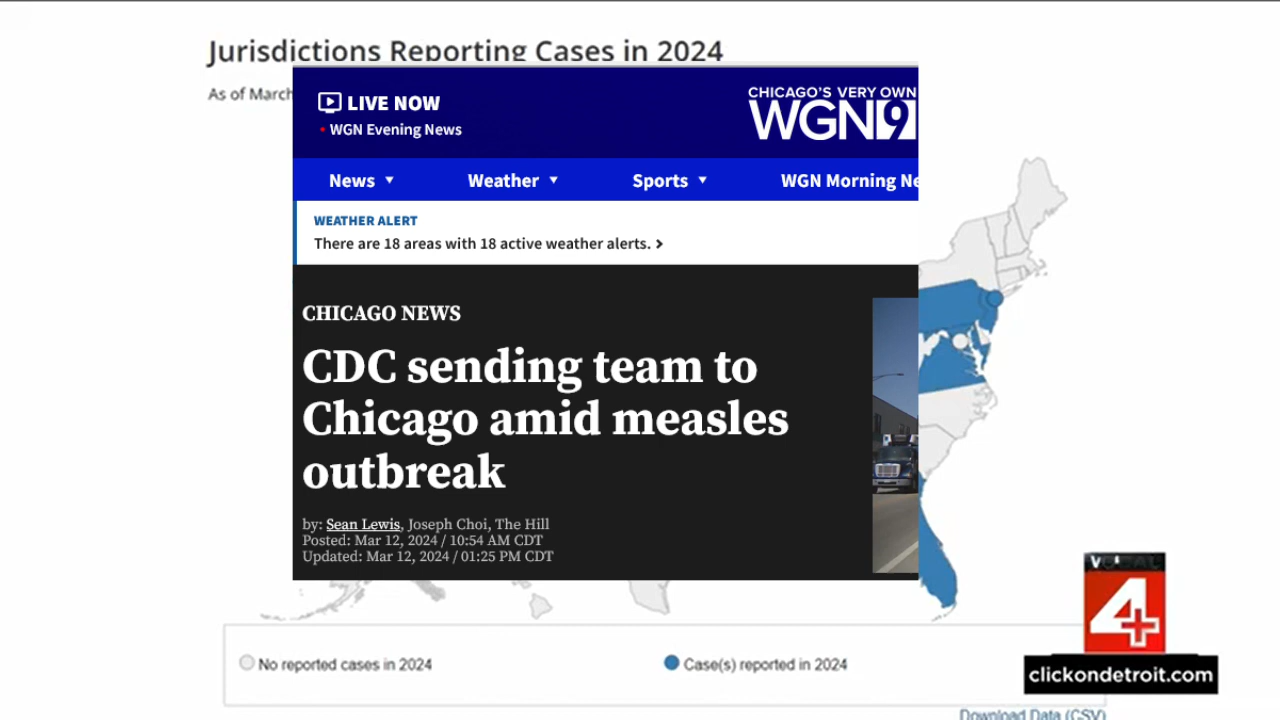 Jurisdictions Reporting Cases in 2024
As of March
LIVE NOW
WGN Evening News
CHICAGO'S VERY OWN
WGN9
News
Weather
Sports
WGN Morning Ne
WEATHER ALERT
There are 18 areas with 18 active weather alerts.
CHICAGO NEWS
CDC sending team to
Chicago amid measles
outbreak
by: Sean Lewis, Joseph Choi, The Hill
Posted: Mar 12, 2024 / 10:54 AM CDT
Updated: Mar 12, 2024 / 01:25 PM CDT
No reported cases in 2024
Case(s) reported in 2024
4+
clickondetroit.com
Download Data (CSV)